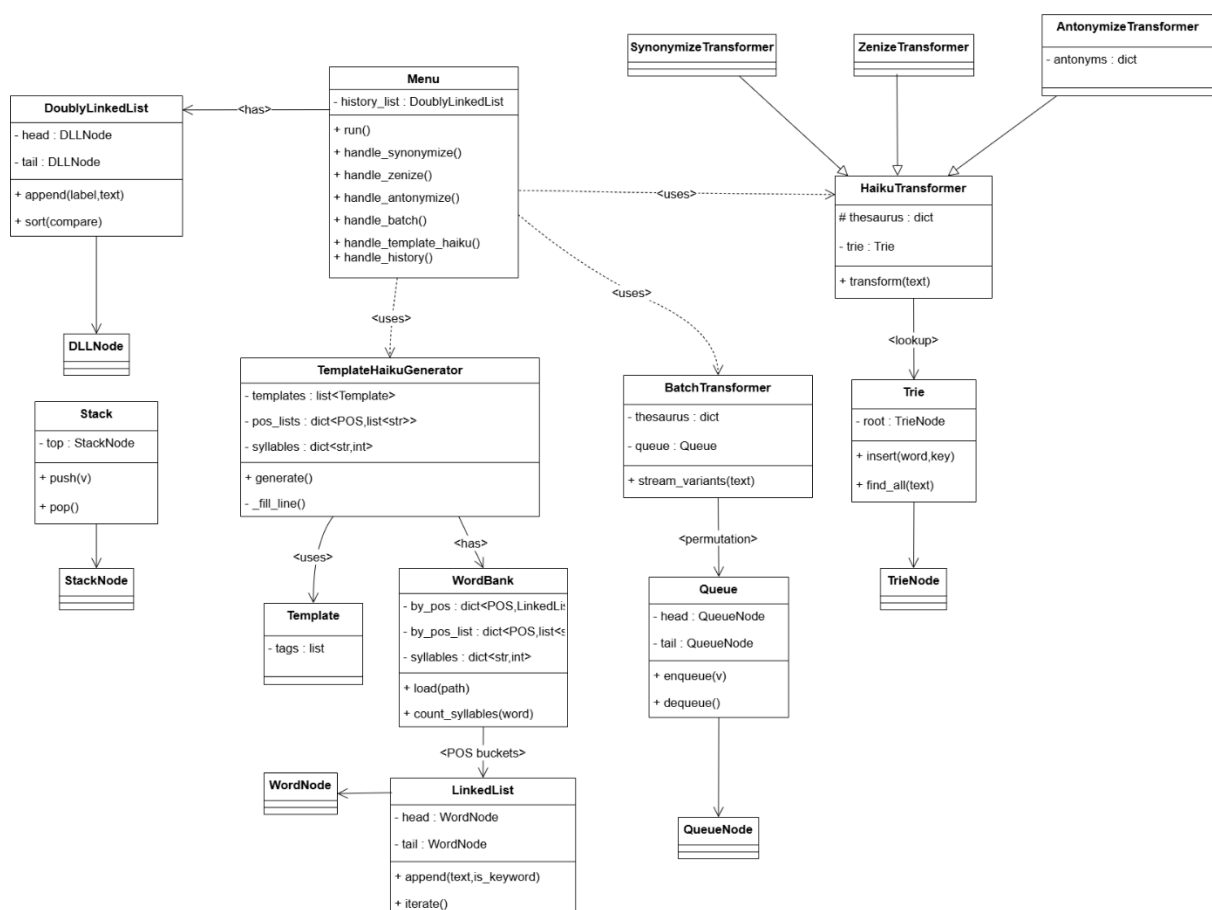 SynonymizeTransformer
ZenizeTransformer
AntonymizeTransformer
- antonyms : dict
Menu
- history_list : DoublyLinkedList
+ run()
+ handle_synonymize()
+ handle_zenize()
+ handle_antonymize()
+ handle_batch()
+ handle_template_haiku()
+ handle_history()
DoublyLinkedList
- head : DLLNode
- tail : DLLNode
+ append(label,text)
+ sort(compare)
<has>
<uses>
HaikuTransformer
# thesaurus : dict
- trie : Trie
+ transform(text)
<uses>
<uses>
<lookup>
DLLNode
TemplateHaikuGenerator
- templates : list<Template>
- pos_lists : dict<POS,list<str>>
- syllables : dict<str,int>
+ generate()
- _fill_line()
BatchTransformer
- thesaurus : dict
- queue : Queue
+ stream_variants(text)
Trie
- root : TrieNode
+ insert(word,key)
+ find_all(text)
Stack
- top : StackNode
+ push(v)
+ pop()
<uses>
<has>
<permutation>
StackNode
Template
- tags : list
WordBank
- by_pos : dict<POS,LinkedLis
- by_pos_list : dict<POS,list<s
- syllables : dict<str,int>
+ load(path)
+ count_syllables(word)
Queue
- head : QueueNode
- tail : QueueNode
+ enqueue(v)
+ dequeue()
TrieNode
<POS buckets>
WordNode
LinkedList
- head : WordNode
- tail : WordNode
+ append(text,is_keyword)
+ iterate()
QueueNode